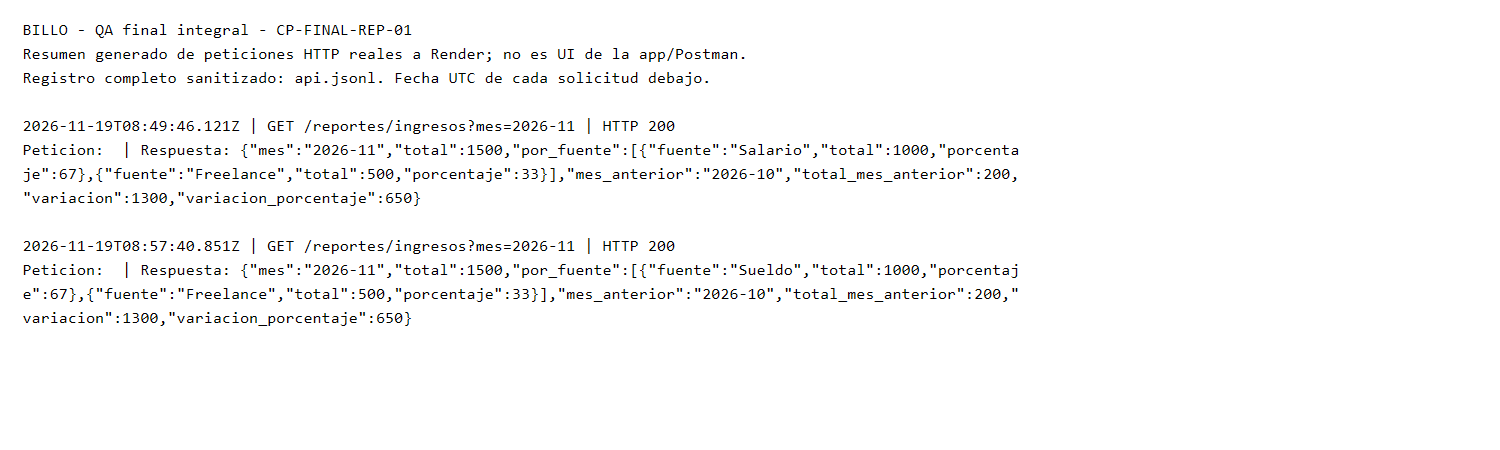 BILLO - QA final integral - CP-FINAL-REP-01
Resumen generado de peticiones HTTP reales a Render; no es UI de la app/Postman.
Registro completo sanitizado: api.jsonl. Fecha UTC de cada solicitud debajo.
2026-11-19T08:49:46.121Z | GET /reportes/ingresos?mes=2026-11 | HTTP 200
Peticion:  | Respuesta: {"mes":"2026-11","total":1500,"por_fuente":[{"fuente":"Salario","total":1000,"porcenta
je":67},{"fuente":"Freelance","total":500,"porcentaje":33}],"mes_anterior":"2026-10","total_mes_anterior":200,
"variacion":1300,"variacion_porcentaje":650}
2026-11-19T08:57:40.851Z | GET /reportes/ingresos?mes=2026-11 | HTTP 200
Peticion:  | Respuesta: {"mes":"2026-11","total":1500,"por_fuente":[{"fuente":"Sueldo","total":1000,"porcentaj
e":67},{"fuente":"Freelance","total":500,"porcentaje":33}],"mes_anterior":"2026-10","total_mes_anterior":200,"
variacion":1300,"variacion_porcentaje":650}